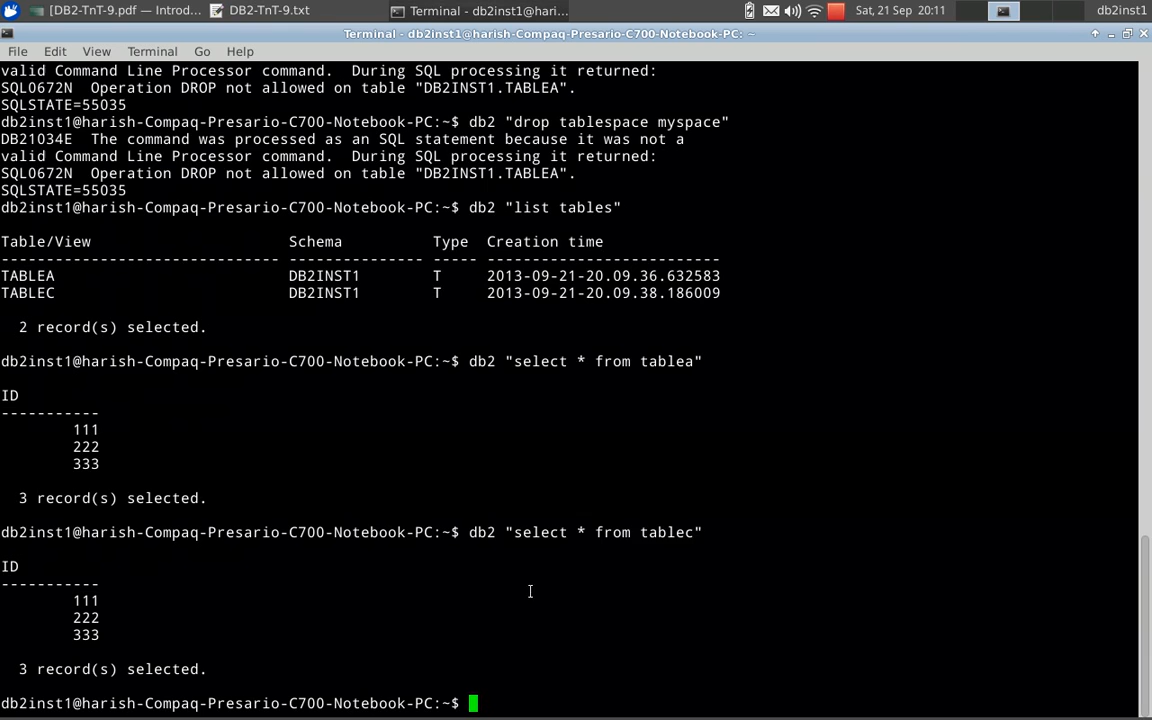 [DB2-TnT-9.pdf — Introd...
DB2-TnT-9.txt
Terminal - db2inst1@hari...
Sat, 21 Sep 20:11
db2inst1
Terminal - db2inst1@harish-Compaq-Presario-C700-Notebook-PC: ~
File Edit View Terminal Go Help
valid Command Line Processor command.  During SQL processing it returned:
SQL0672N  Operation DROP not allowed on table "DB2INST1.TABLEA".
SQLSTATE=55035
db2inst1@harish-Compaq-Presario-C700-Notebook-PC:~$ db2 "drop tablespace myspace"
DB21034E  The command was processed as an SQL statement because it was not a
valid Command Line Processor command.  During SQL processing it returned:
SQL0672N  Operation DROP not allowed on table "DB2INST1.TABLEA".
SQLSTATE=55035
db2inst1@harish-Compaq-Presario-C700-Notebook-PC:~$ db2 "list tables"
Table/View                      Schema          Type  Creation time
------------------------------- --------------- ----- --------------------------
TABLEA                          DB2INST1        T     2013-09-21-20.09.36.632583
TABLEC                          DB2INST1        T     2013-09-21-20.09.38.186009
  2 record(s) selected.
db2inst1@harish-Compaq-Presario-C700-Notebook-PC:~$ db2 "select * from tablea"
ID
-----------
        111
        222
        333
  3 record(s) selected.
db2inst1@harish-Compaq-Presario-C700-Notebook-PC:~$ db2 "select * from tablec"
ID
-----------
        111
        222
        333
  3 record(s) selected.
db2inst1@harish-Compaq-Presario-C700-Notebook-PC:~$